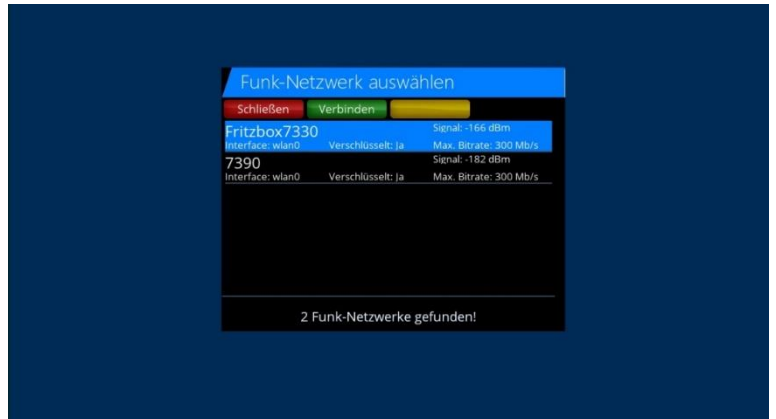 Funk-Netzwerk auswählen
Schließen Verbinden
Fritzbox7330 Signal: -166 dBm
Interface: wlan0 Verschlüsselt: Ja Max. Bitrate: 300 Mb/s
7390 Signal: -182 dBm
Interface: wlan0 Verschlüsselt: Ja Max. Bitrate: 300 Mb/s
2 Funk-Netzwerke gefunden!